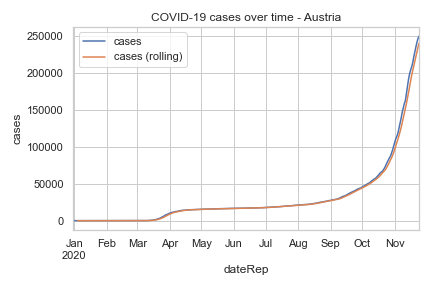 COVID-19 cases over time - Austria
cases
cases (rolling)
250000
200000
150000
100000
50000
0
cases
Jan Feb Mar Apr May Jun Jul Aug Sep Oct Nov
2020
dateRep